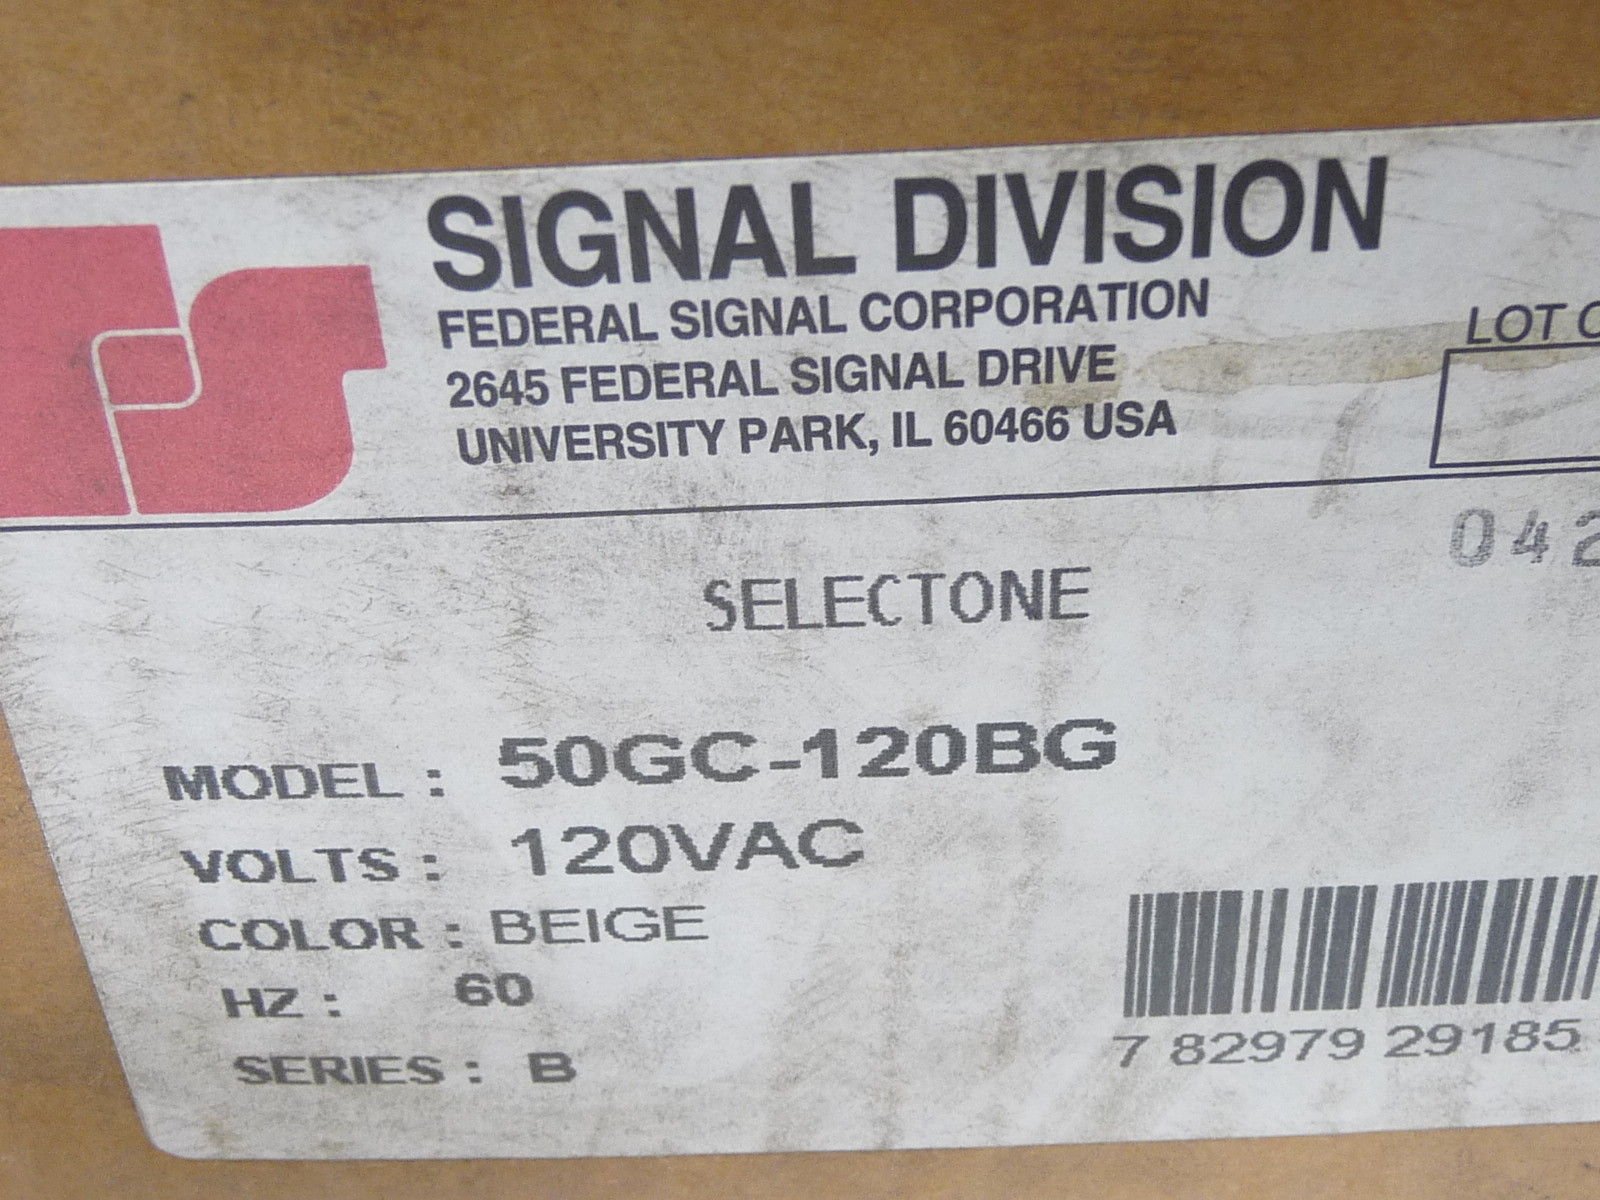 SIGNAL DIVISION
FEDERAL SIGNAL CORPORATION
2645 FEDERAL SIGNAL DRIVE
UNIVERSITY PARK, IL 60466 USA
LOT
042
SELECTONE
MODEL : 50GC-120BG
VOLTS : 120VAC
COLOR : BEIGE
HZ : 60
SERIES : B
7 82979 29185